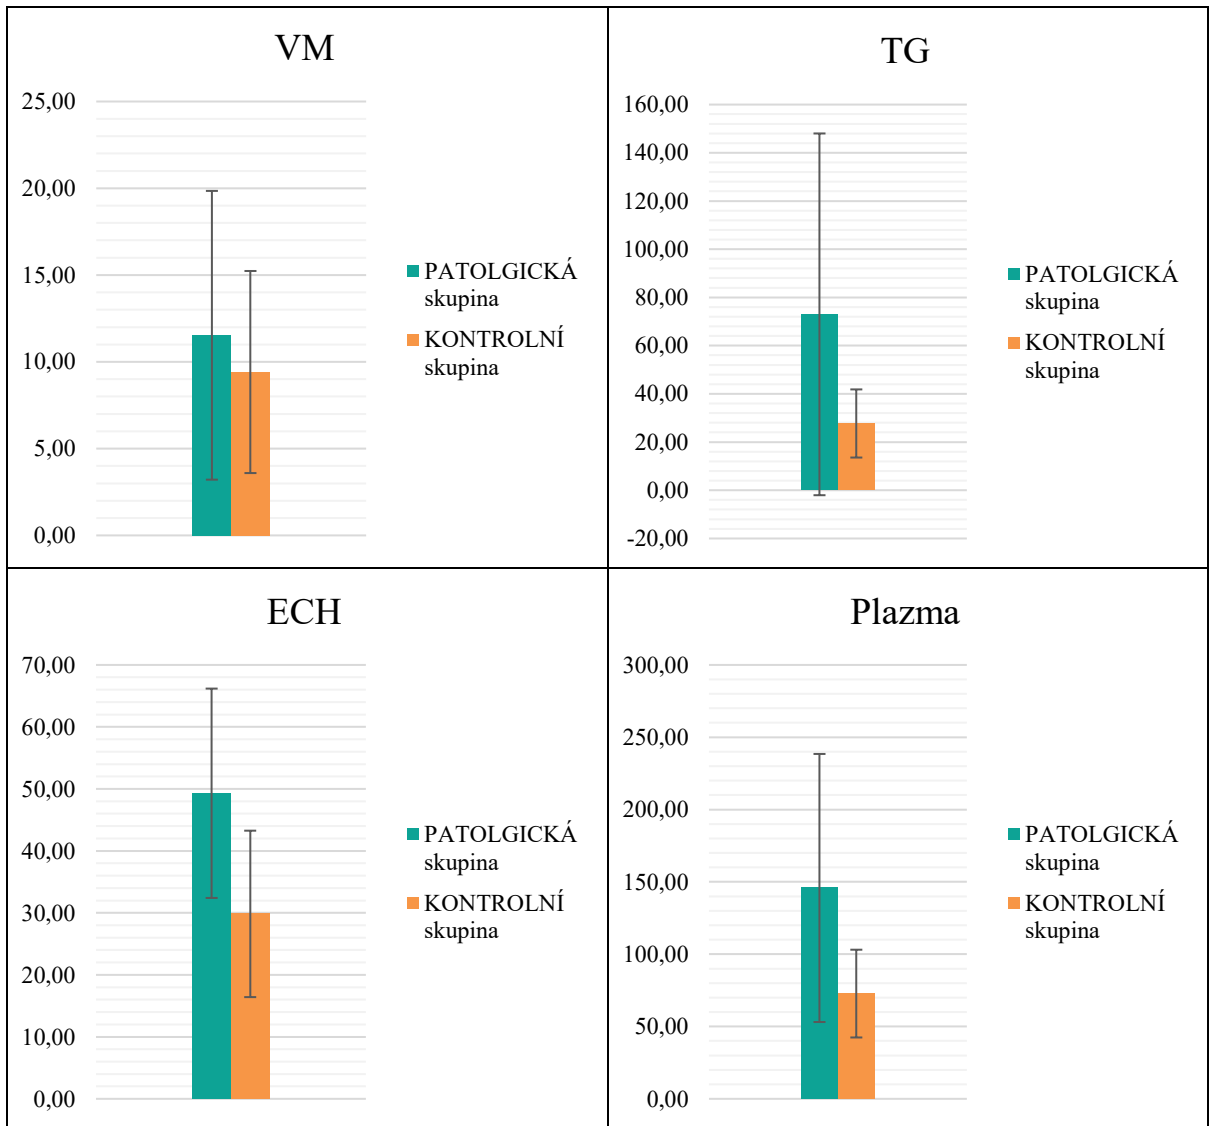 VM
25,00
20,00
15,00
10,00
5,00
0,00
PATOLGICKÁ
skupina
KONTROLNÍ
skupina
TG
160,00
140,00
120,00
100,00
80,00
60,00
40,00
20,00
0,00
-20,00
PATOLGICKÁ
skupina
KONTROLNÍ
skupina
ECH
70,00
60,00
50,00
40,00
30,00
20,00
10,00
0,00
PATOLGICKÁ
skupina
KONTROLNÍ
skupina
Plazma
300,00
250,00
200,00
150,00
100,00
50,00
0,00
PATOLGICKÁ
skupina
KONTROLNÍ
skupina